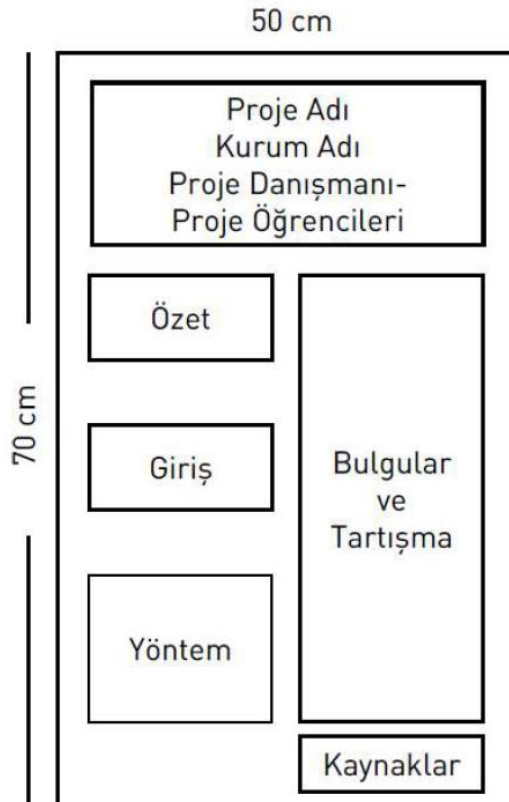 50 cm
70 cm
Proje Adı
Kurum Adı
Proje Danışmanı-
Proje Öğrencileri
Özet
Giriş
Yöntem
Bulgular
ve
Tartışma
Kaynaklar